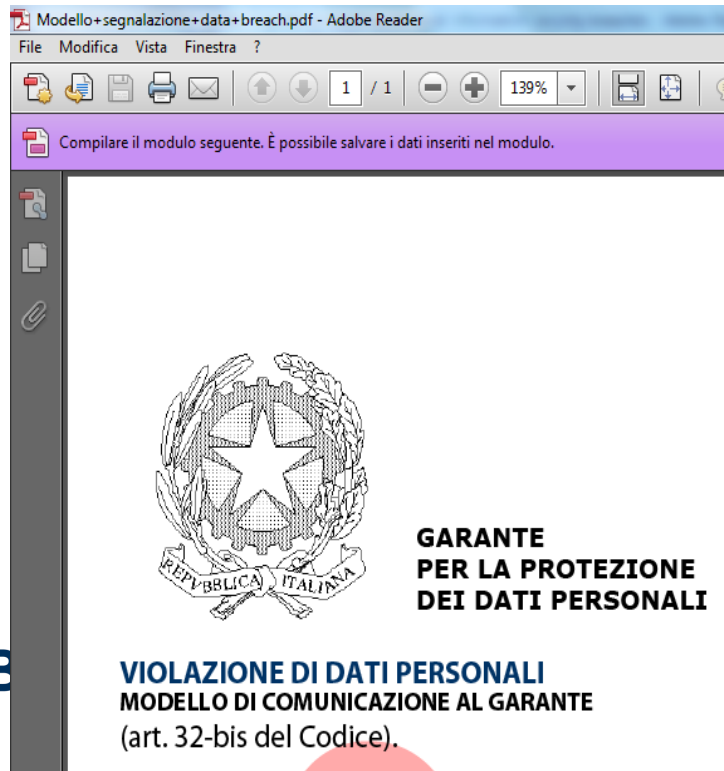 Modello+segnalazione+data+breach.pdf - Adobe Reader
File Modifica Vista Finestra ?
1 / 1 139%
Compilare il modulo seguente. È possibile salvare i dati inseriti nel modulo.
REPVBBLICA ITALIANA
GARANTE
PER LA PROTEZIONE
DEI DATI PERSONALI
VIOLAZIONE DI DATI PERSONALI
MODELLO DI COMUNICAZIONE AL GARANTE
(art. 32-bis del Codice).